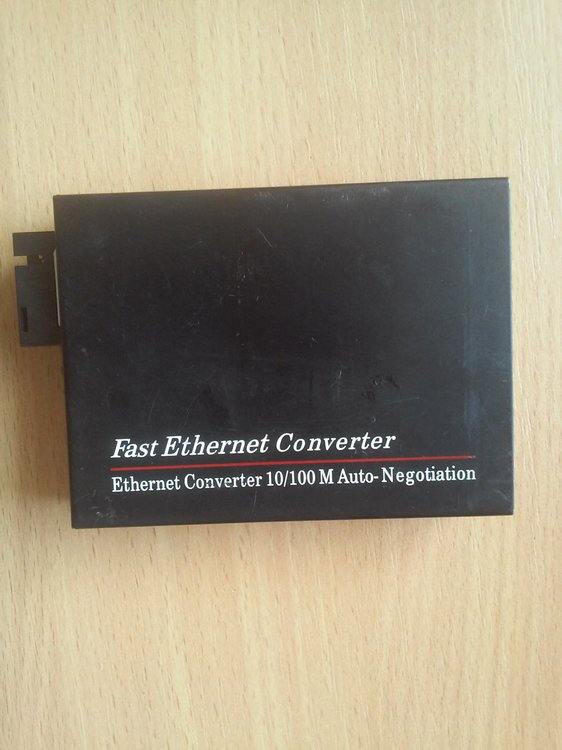 Fast Ethernet Converter
Ethernet Converter 10/100 M Auto-Negotiation